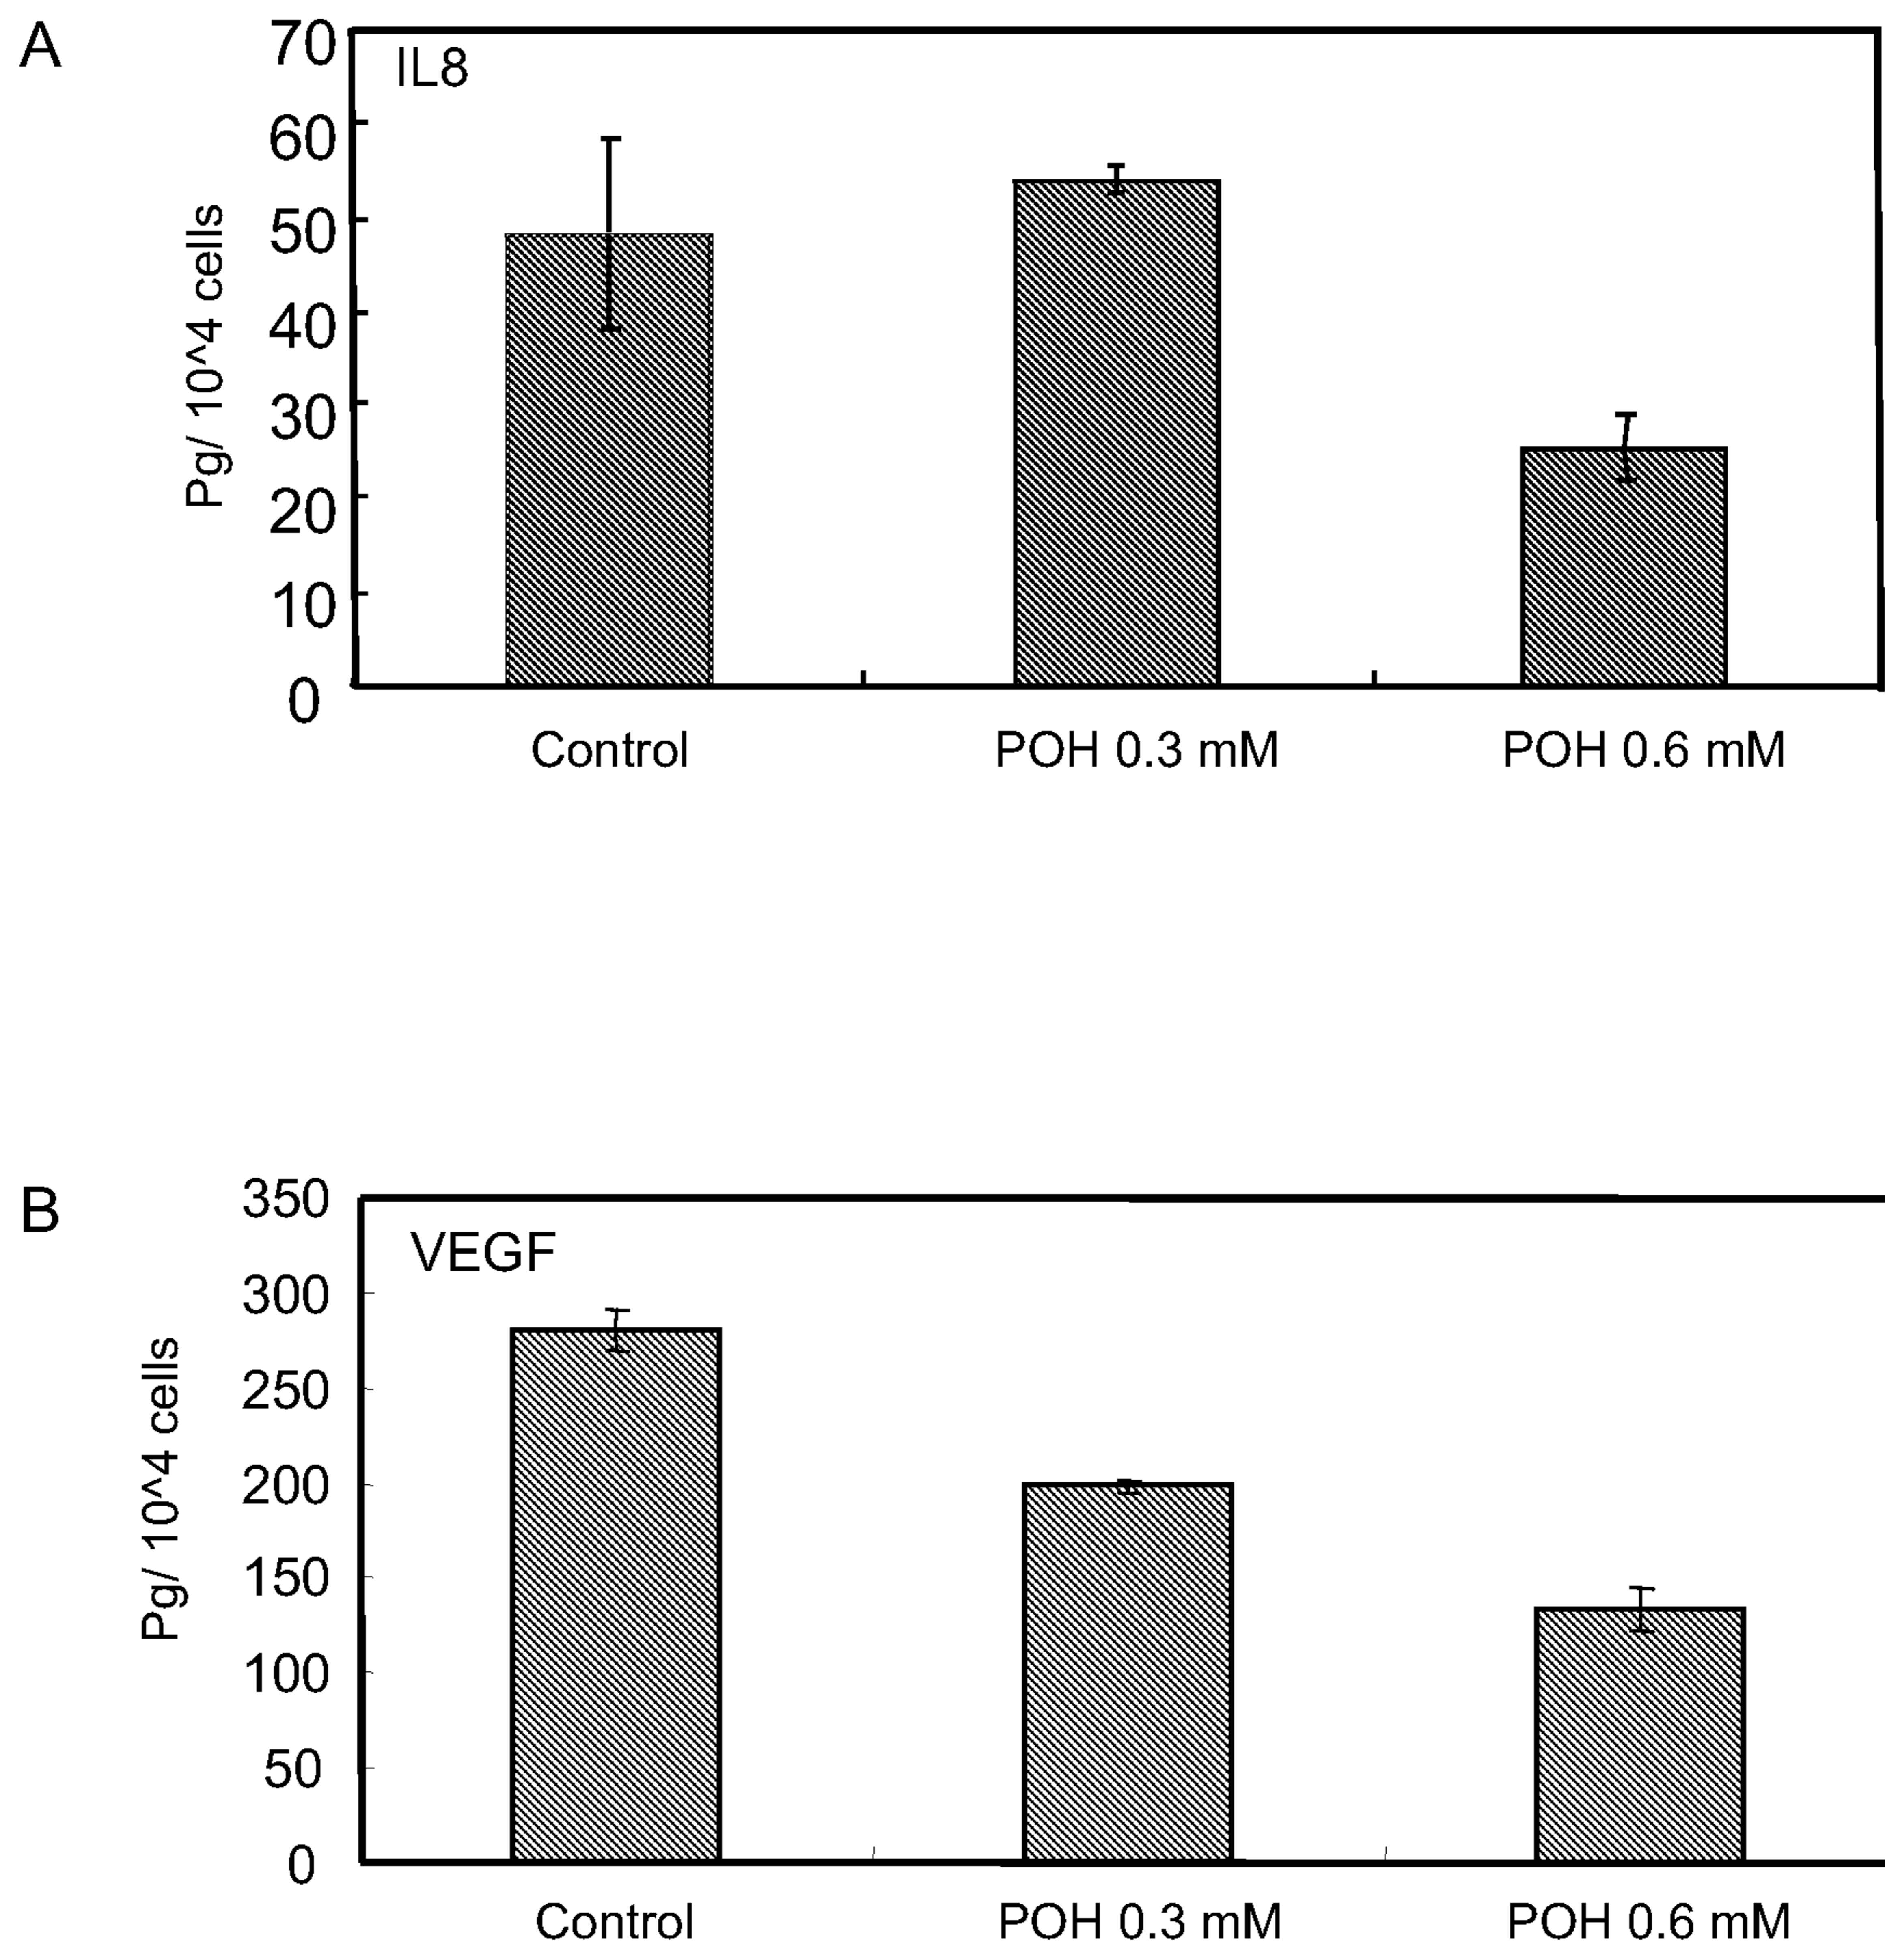 A
70
IL8
60
50
40
30
20
10
0
Pg/ 10^4 cells
Control POH 0.3 mM POH 0.6 mM
B
350
VEGF
300
250
200
150
100
50
0
Pg/ 10^4 cells
Control POH 0.3 mM POH 0.6 mM